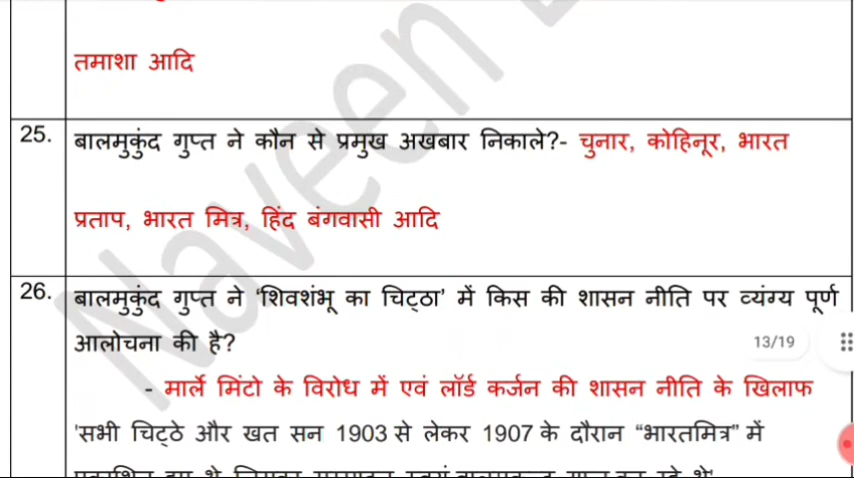 तमाशा आदि
25. बालमुकुंद गुप्त ने कौन से प्रमुख अखबार निकाले?- चुनार, कोहिनूर, भारत
प्रताप, भारत मित्र, हिंद बंगवासी आदि
26. बालमुकुंद गुप्त ने 'शिवशंभू का चिट्ठा' में किस की शासन नीति पर व्यंग्य पूर्ण
आलोचना की है?
13/19
- मार्ले मिंटो के विरोध में एवं लॉर्ड कर्जन की शासन नीति के खिलाफ
'सभी चिट्ठे और खत सन 1903 से लेकर 1907 के दौरान “भारतमित्र” में
Naveen